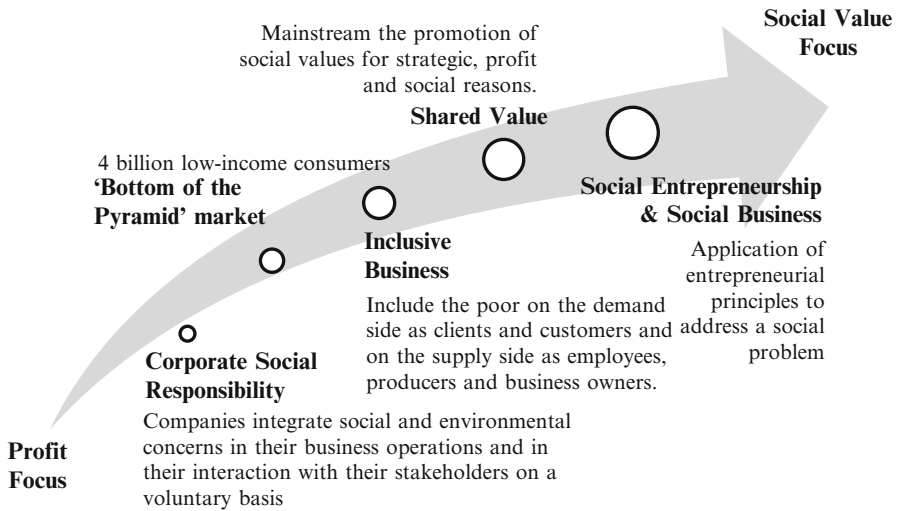 Social Value
Focus
Mainstream the promotion of
social values for strategic, profit
and social reasons.
Shared Value
4 billion low-income consumers
‘Bottom of the
Pyramid’ market
Social Entrepreneurship
& Social Business
Application of
entrepreneurial
principles to
address a social
problem
Inclusive
Business
Include the poor on the demand
side as clients and customers and
on the supply side as employees,
producers and business owners.
Corporate Social
Responsibility
Companies integrate social and environmental
concerns in their business operations and in
their interaction with their stakeholders on a
voluntary basis
Profit
Focus